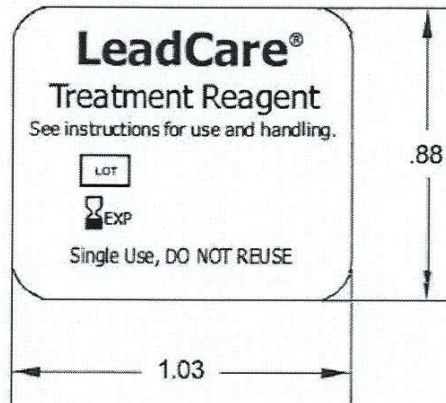 LeadCare®
Treatment Reagent
See instructions for use and handling.
.88
LOT
EXP
Single Use, DO NOT REUSE
1.03